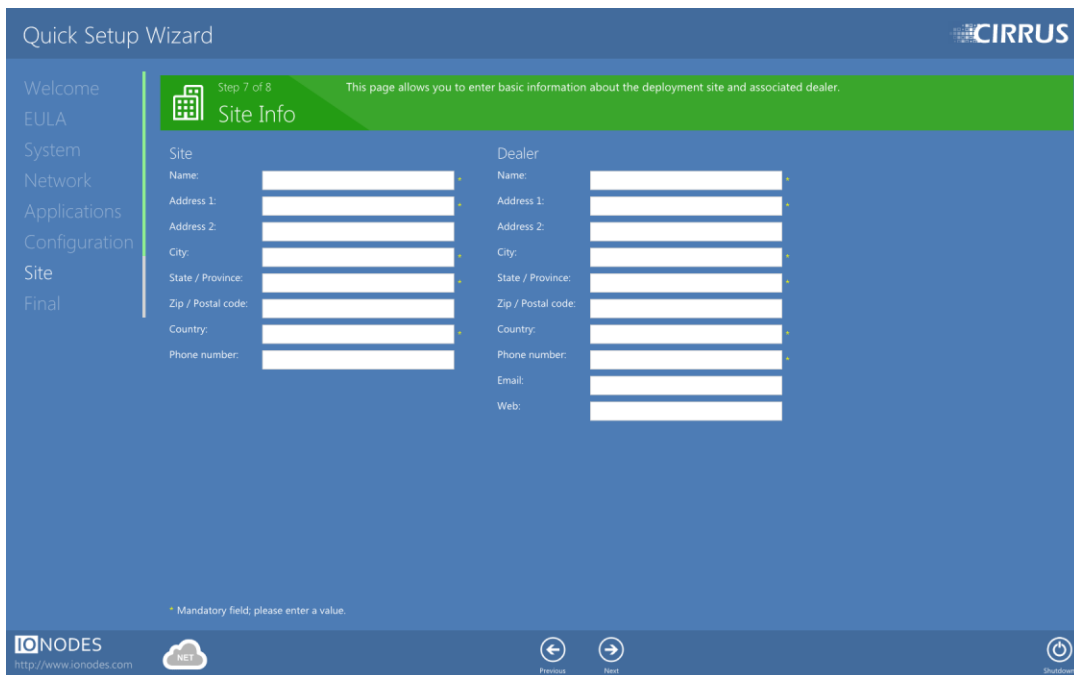 Quick Setup Wizard
CIRRUS
Welcome
EULA
System
Network
Applications
Configuration
Site
Final
Step 7 of 8
Site Info
This page allows you to enter basic information about the deployment site and associated dealer.
Site
Name: *
Address 1: *
Address 2:
City: *
State / Province: *
Zip / Postal code:
Country: *
Phone number:
Dealer
Name: *
Address 1: *
Address 2:
City: *
State / Province: *
Zip / Postal code:
Country: *
Phone number: *
Email:
Web:
* Mandatory field; please enter a value.
IONODES
http://www.ionodes.com
NET
Previous
Next
Shutdown